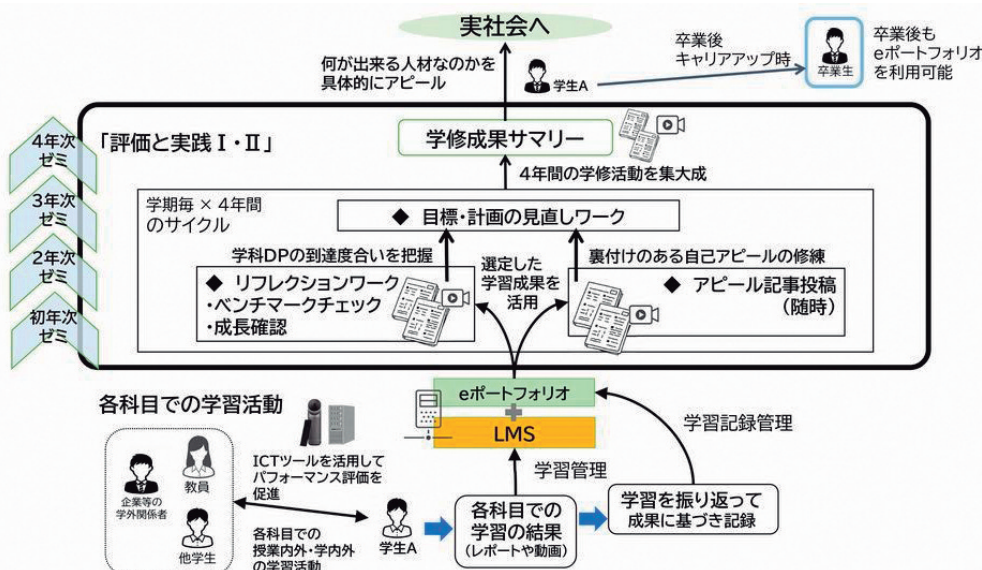 実社会へ
何が出来る人材なのかを
具体的にアピール
学生A
卒業後
キャリアアップ時
卒業生
卒業後も
eポートフォリオ
を利用可能
4年次
ゼミ
3年次
ゼミ
2年次
ゼミ
初年次
ゼミ
「評価と実践Ⅰ・Ⅱ」
学修成果サマリー
4年間の学修活動を集大成
学期毎×4年間
のサイクル
◆ 目標・計画の見直しワーク
学科DPの到達度合いを把握
選定した
学習成果を
活用
裏付けのある自己アピールの修練
◆ リフレクションワーク
・ベンチマークチェック
・成長確認
◆ アピール記事投稿
(随時)
eポートフォリオ
+
LMS
各科目での学習活動
企業等の
学外関係者
教員
他学生
ICTツールを活用して
パフォーマンス評価を
促進
各科目での
授業内外・学内外
の学習活動
学生A
学習管理
学習記録管理
各科目での
学習の結果
(レポートや動画)
学習を振り返って
成果に基づき記録